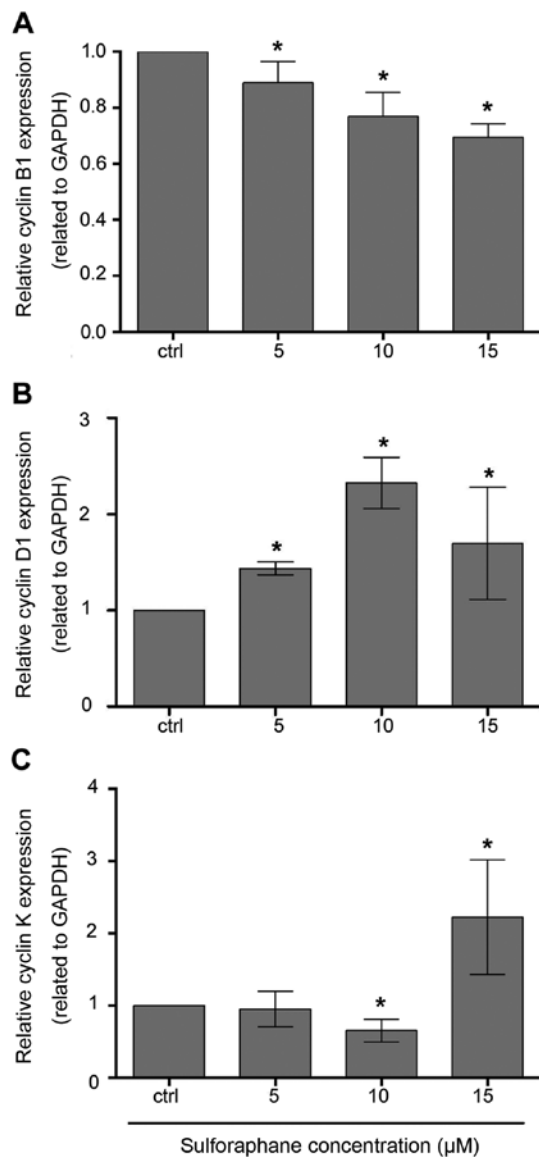 A
Relative cyclin B1 expression
(related to GAPDH)
1.0
0.8
0.6
0.4
0.2
0.0
*
*
*
ctrl 5 10 15
B
Relative cyclin D1 expression
(related to GAPDH)
3
2
1
0
*
*
*
ctrl 5 10 15
C
Relative cyclin K expression
(related to GAPDH)
4
3
2
1
0
*
*
ctrl 5 10 15
Sulforaphane concentration (µM)